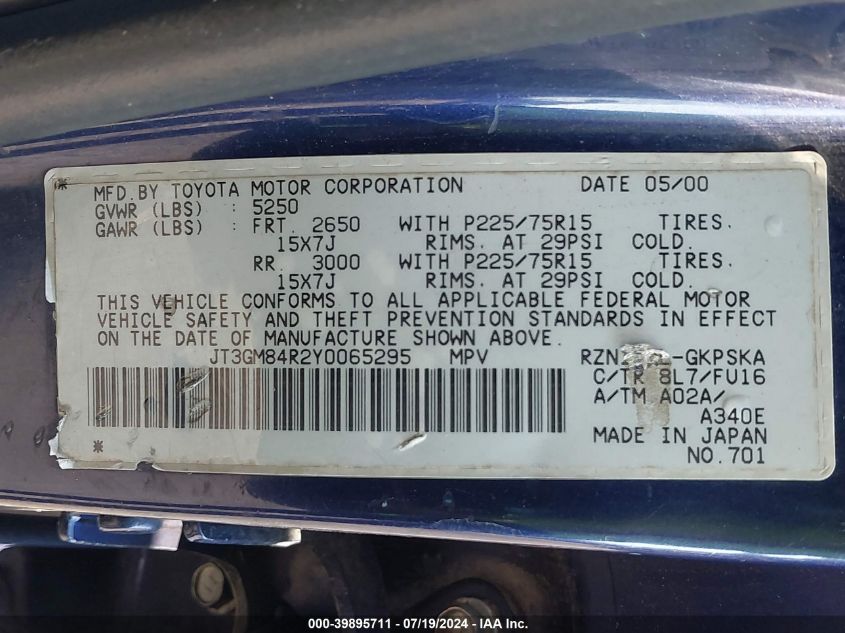 * MFD.BY TOYOTA MOTOR CORPORATION DATE 05/00
GVWR (LBS) : 5250
GAWR (LBS) : FRT. 2650 WITH P225/75R15 TIRES.
15X7J RIMS. AT 29PSI COLD.
RR. 3000 WITH P225/75R15 TIRES.
15X7J RIMS. AT 29PSI COLD.
THIS VEHICLE CONFORMS TO ALL APPLICABLE FEDERAL MOTOR
VEHICLE SAFETY AND THEFT PREVENTION STANDARDS IN EFFECT
ON THE DATE OF MANUFACTURE SHOWN ABOVE.
JT3GM84R2Y0065295 MPV
C/TR 8L7/FU16
A/TM A02A/
A340E
MADE IN JAPAN
* NO.701
000-39895711 - 07/19/2024 - IAA Inc.